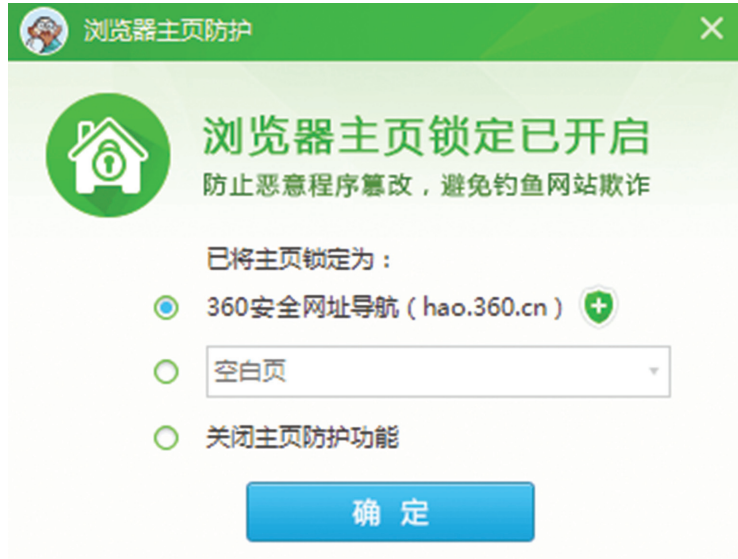 浏览器主页防护
浏览器主页锁定已开启
防止恶意程序篡改，避免钓鱼网站欺诈
已将主页锁定为：
360安全网址导航（hao.360.cn）
空白页
关闭主页防护功能
确 定